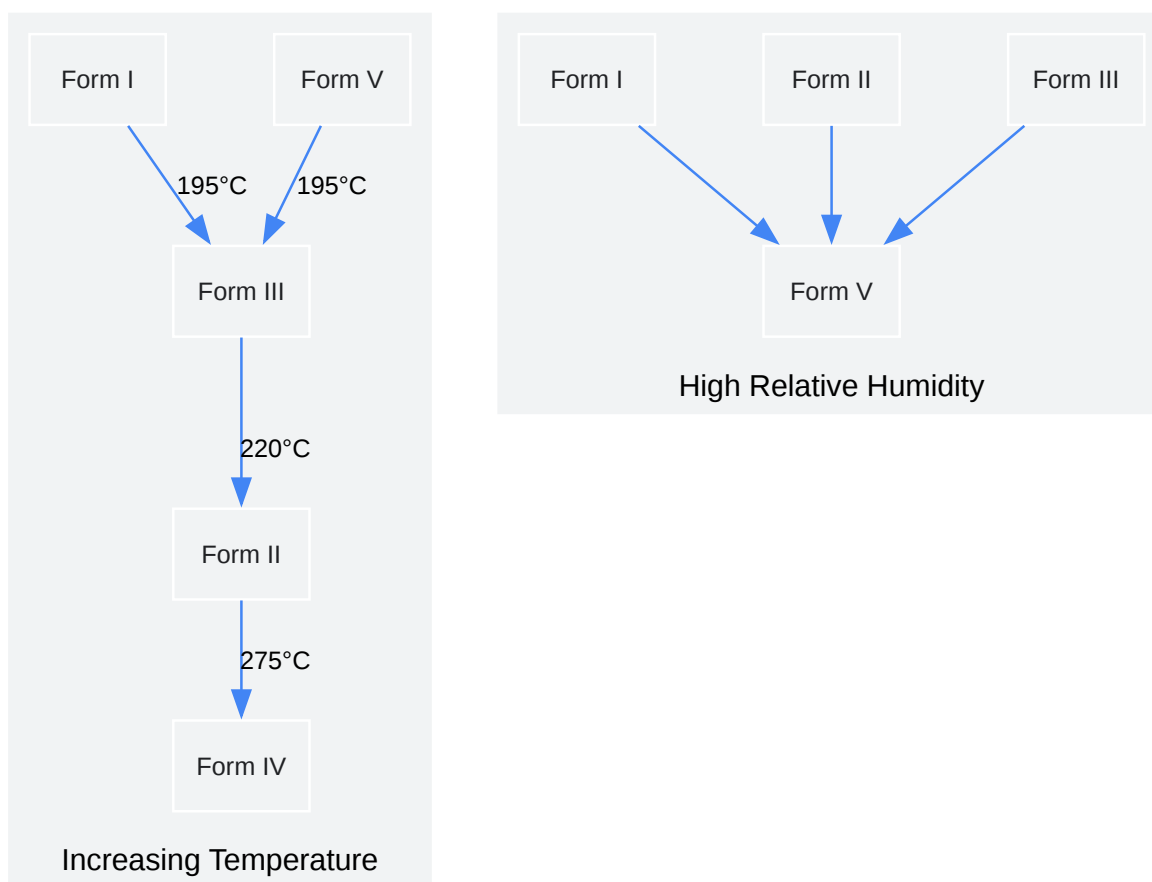 Form I
Form V
195°C
195°C
Form III
220°C
Form II
275°C
Form IV
Increasing Temperature
Form I
Form II
Form III
Form V
High Relative Humidity